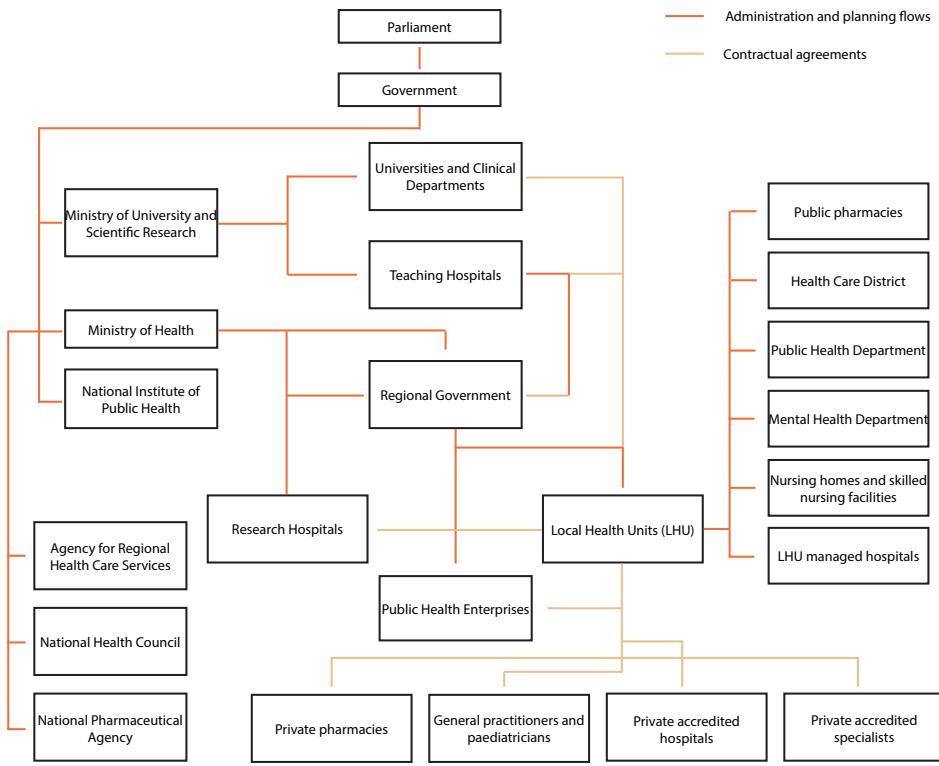 Parliament
Administration and planning flows
Contractual agreements
Government
Universities and Clinical
Departments
Ministry of University and
Scientific Research
Public pharmacies
Teaching Hospitals
Health Care District
Ministry of Health
Public Health Department
National Institute of
Public Health
Regional Government
Mental Health Department
Nursing homes and skilled
nursing facilities
Research Hospitals
Local Health Units (LHU)
LHU managed hospitals
Agency for Regional
Health Care Services
Public Health Enterprises
National Health Council
National Pharmaceutical
Agency
Private pharmacies
General practitioners and
paediatricians
Private accredited
hospitals
Private accredited
specialists